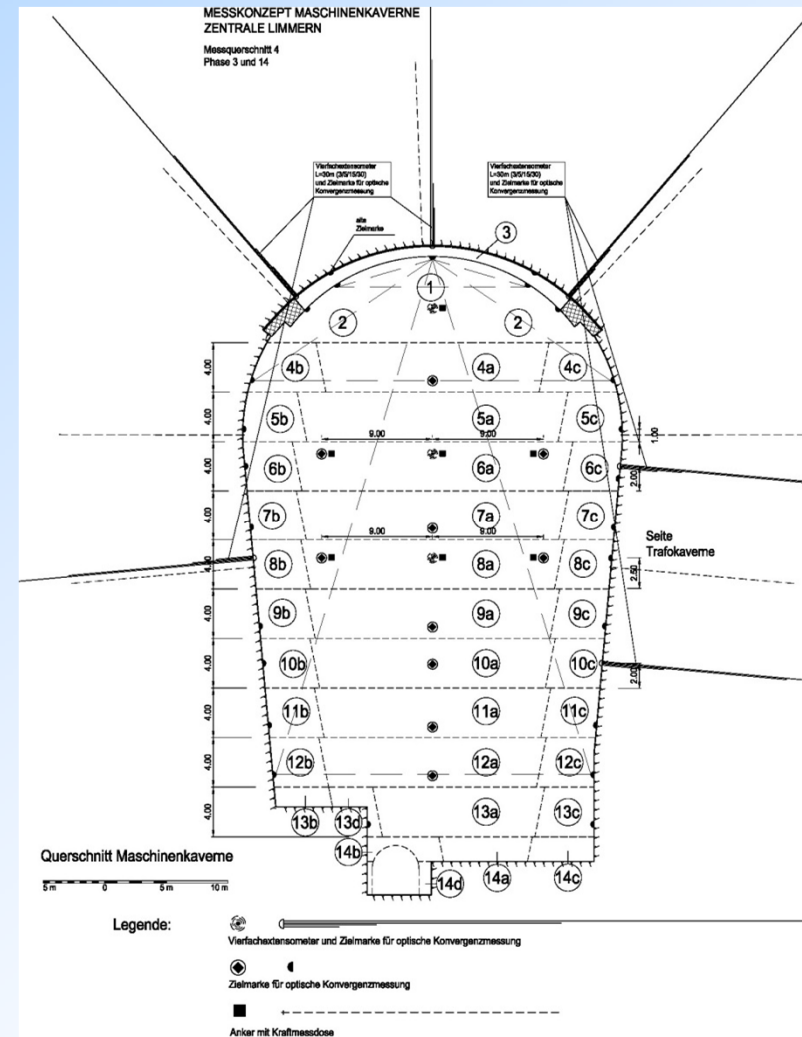 MESSKONZEPT MASCHINENKAVERNE
ZENTRALE LIMMERN
Messquerschnitt 4
Phase 3 und 14
Vierfachextensometer
L=30m (3/5/15/30)
und Zielmarke für optische
Konvergenzmessung
Vierfachextensometer
L=30m (3/5/15/30)
und Zielmarke für optische
Konvergenzmessung
alte
Zielmarke
3
1
2 2
4.00 4b 4a 4c
4.00 5b 5a 5c
1.00
9.00 9.00
4.00 6b 6a 6c
2.00
4.00 7b 7a 7c
9.00 9.00
Seite
Trafokaverne
4.00 8b 8a 8c
2.50
4.00 9b 9a 9c
4.00 10b 10a 10c
2.00
4.00 11b 11a 11c
4.00 12b 12a 12c
4.00 13b 13d 13a 13c
14b
14d 14a 14c
Querschnitt Maschinenkaverne
5 m 0 5 m 10 m
Legende:
Vierfachextensometer und Zielmarke für optische Konvergenzmessung
Zielmarke für optische Konvergenzmessung
Anker mit Kraftmessdose